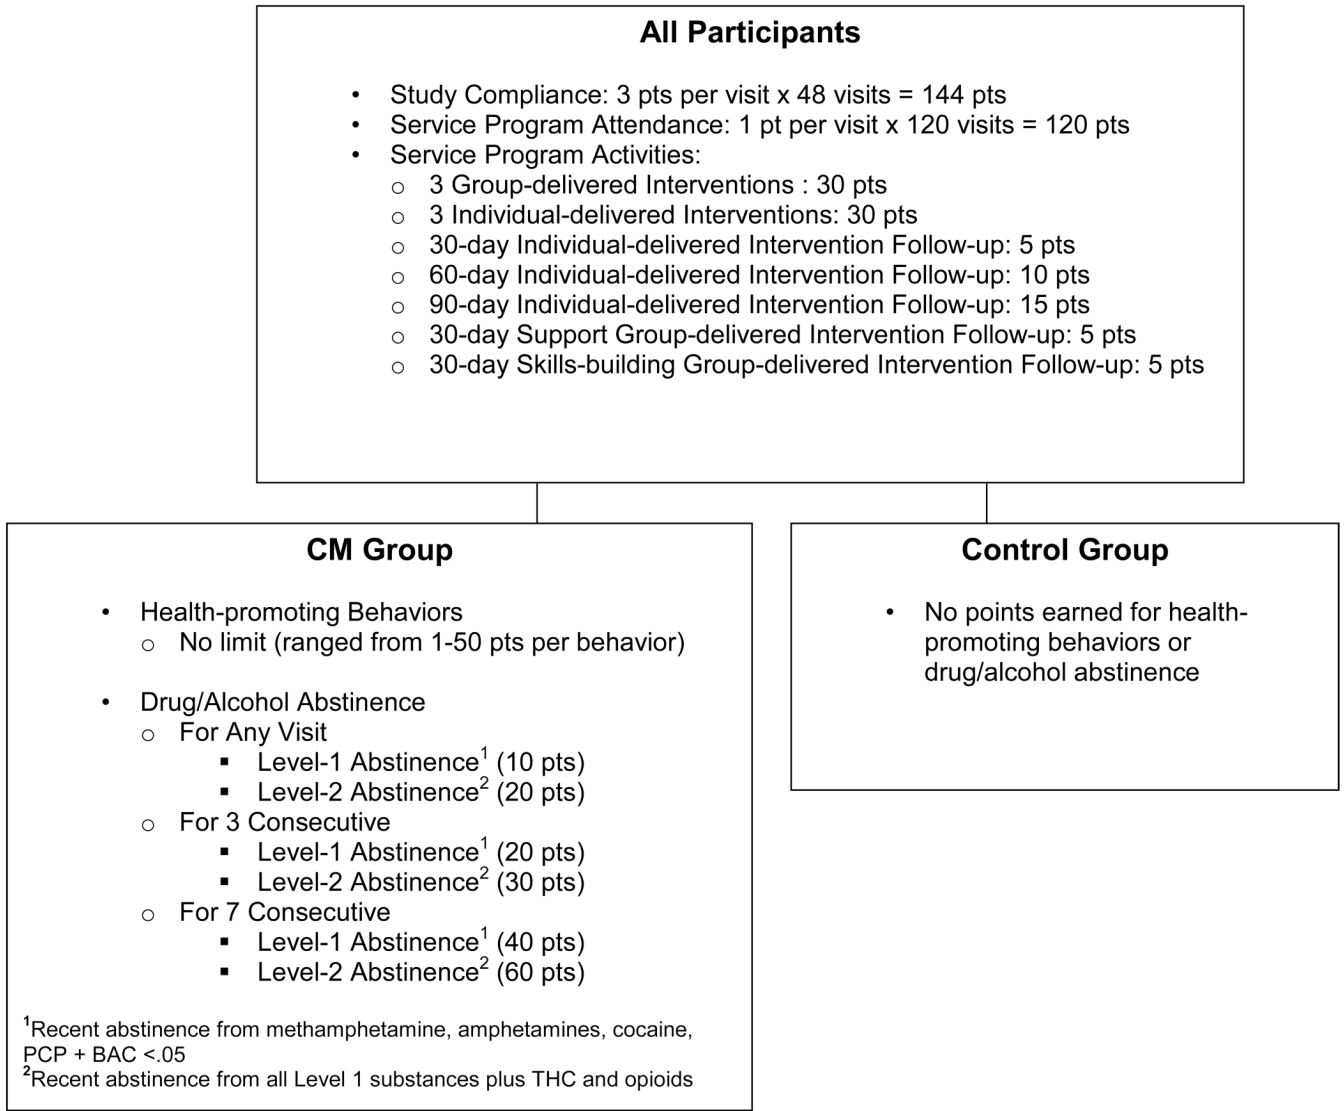 All Participants
• Study Compliance: 3 pts per visit x 48 visits = 144 pts
• Service Program Attendance: 1 pt per visit x 120 visits = 120 pts
• Service Program Activities:
o 3 Group-delivered Interventions : 30 pts
o 3 Individual-delivered Interventions: 30 pts
o 30-day Individual-delivered Intervention Follow-up: 5 pts
o 60-day Individual-delivered Intervention Follow-up: 10 pts
o 90-day Individual-delivered Intervention Follow-up: 15 pts
o 30-day Support Group-delivered Intervention Follow-up: 5 pts
o 30-day Skills-building Group-delivered Intervention Follow-up: 5 pts
CM Group
• Health-promoting Behaviors
o No limit (ranged from 1-50 pts per behavior)
• Drug/Alcohol Abstinence
o For Any Visit
▪ Level-1 Abstinence¹ (10 pts)
▪ Level-2 Abstinence² (20 pts)
o For 3 Consecutive
▪ Level-1 Abstinence¹ (20 pts)
▪ Level-2 Abstinence² (30 pts)
o For 7 Consecutive
▪ Level-1 Abstinence¹ (40 pts)
▪ Level-2 Abstinence² (60 pts)
¹Recent abstinence from methamphetamine, amphetamines, cocaine,
PCP + BAC <.05
²Recent abstinence from all Level 1 substances plus THC and opioids
Control Group
• No points earned for health-
promoting behaviors or
drug/alcohol abstinence